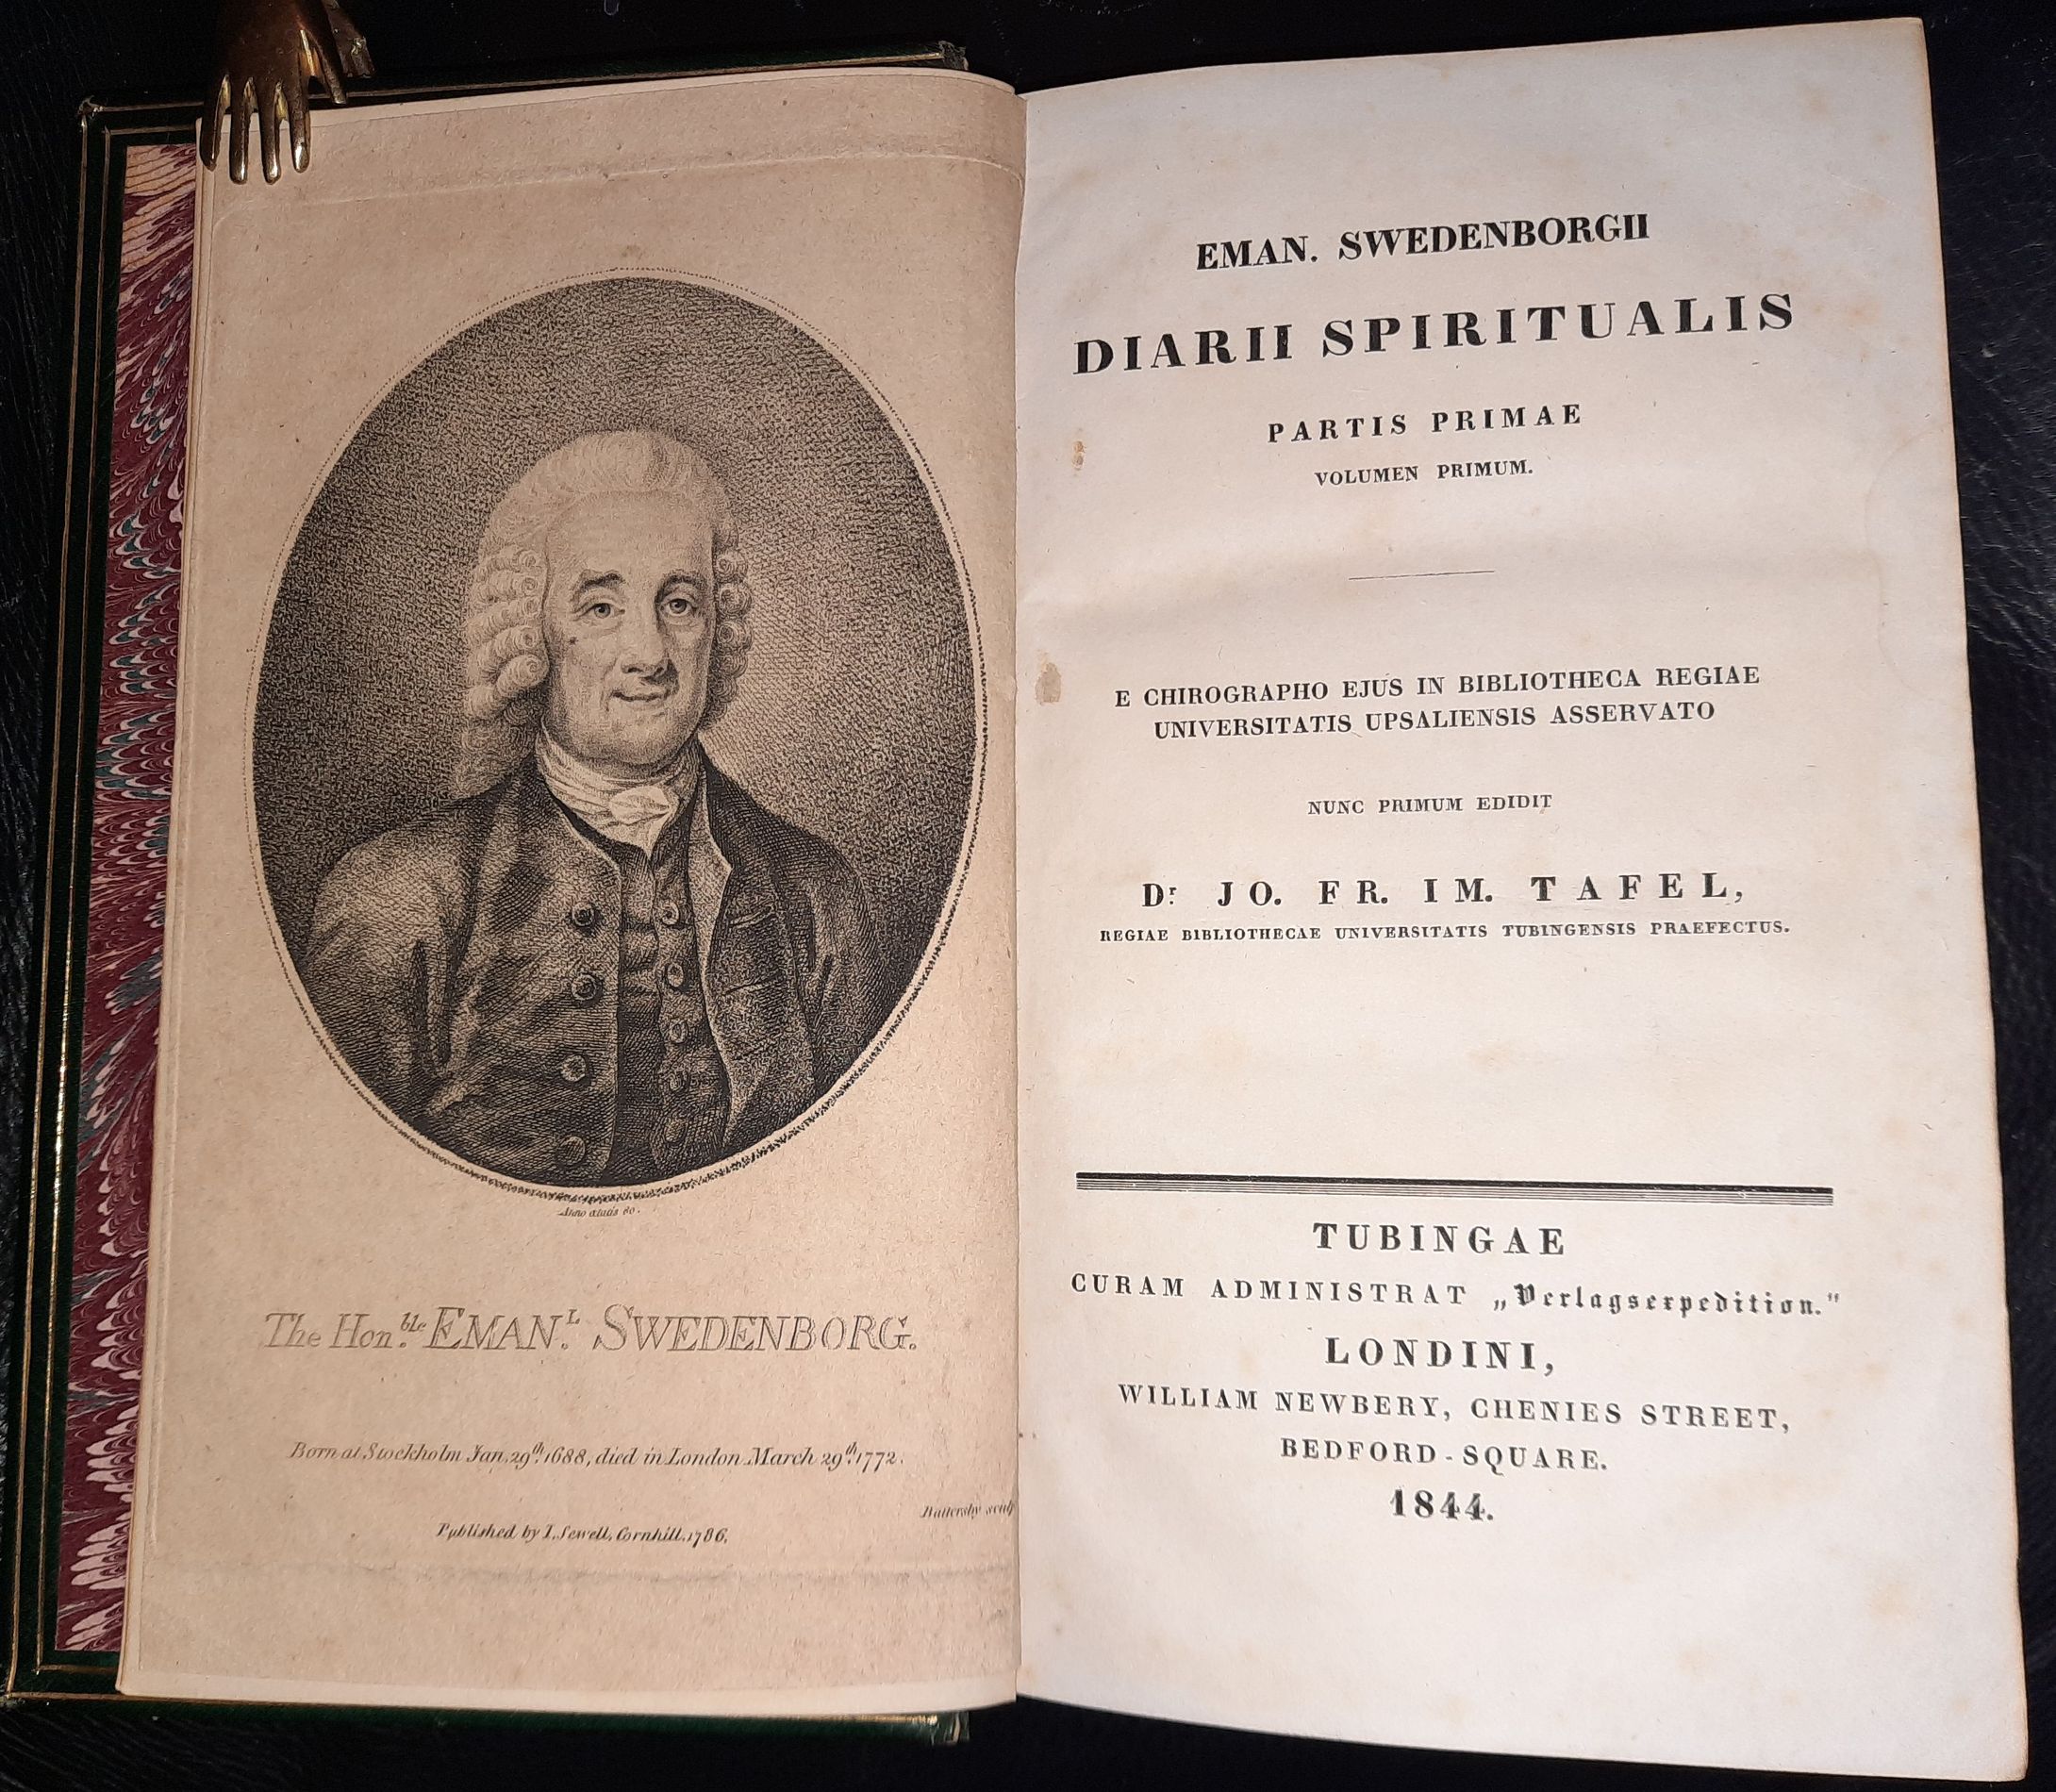 Anno ætatis 80.
The Hon.ble EMAN.L SWEDENBORG.
Born at Stockholm Jan. 29th. 1688, died in London March 29th. 1772.
Battersby sculp
Published by I. Sewell, Cornhill. 1786.
EMAN. SWEDENBORGII
DIARII SPIRITUALIS
PARTIS PRIMAE
VOLUMEN PRIMUM.
E CHIROGRAPHO EJUS IN BIBLIOTHECA REGIAE
UNIVERSITATIS UPSALIENSIS ASSERVATO
NUNC PRIMUM EDIDIT
Dr. JO. FR. IM. TAFEL,
REGIAE BIBLIOTHECAE UNIVERSITATIS TUBINGENSIS PRAEFECTUS.
TUBINGAE
CURAM ADMINISTRAT „Verlagsexpedition.“
LONDINI,
WILLIAM NEWBERY, CHENIES STREET,
BEDFORD-SQUARE.
1844.